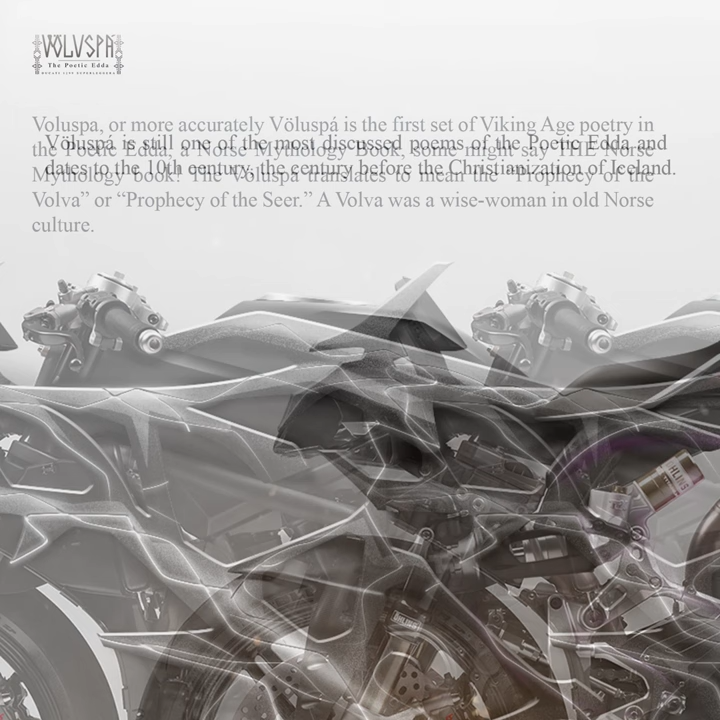 VÖLVSPÁ
The Poetic Edda
Voluspa, or more accurately Völuspá is the first set of Viking Age poetry in
Völuspá is still one of the most discussed poems of the Poetic Edda and
the Poetic Edda, a Norse Mythology Book, some might say THE Norse
dates to the 10th century, the century before the Christianization of Iceland.
Mythology book! The Voluspa translates to mean the “Prophecy of the
Volva” or “Prophecy of the Seer.” A Volva was a wise-woman in old Norse
culture.